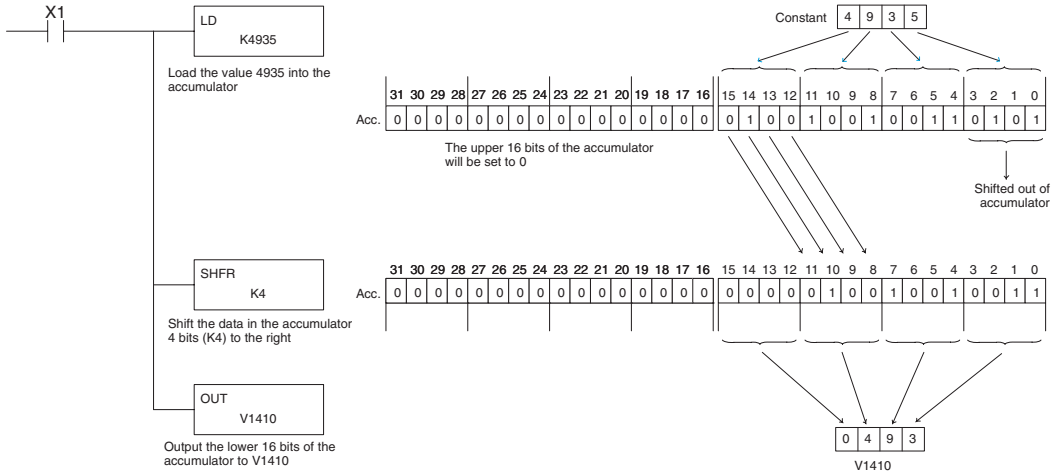 X1
LD
K4935
Load the value 4935 into the
accumulator
Constant 4 9 3 5
31 30 29 28 27 26 25 24 23 22 21 20 19 18 17 16 15 14 13 12 11 10 9 8 7 6 5 4 3 2 1 0
Acc. 0 0 0 0 0 0 0 0 0 0 0 0 0 0 0 0 0 1 0 0 1 0 0 1 0 0 1 1 0 1 0 1
The upper 16 bits of the accumulator
will be set to 0
Shifted out of
accumulator
SHFR
K4
Shift the data in the accumulator
4 bits (K4) to the right
31 30 29 28 27 26 25 24 23 22 21 20 19 18 17 16 15 14 13 12 11 10 9 8 7 6 5 4 3 2 1 0
Acc. 0 0 0 0 0 0 0 0 0 0 0 0 0 0 0 0 0 0 0 0 0 1 0 0 1 0 0 1 0 0 1 1
OUT
V1410
Output the lower 16 bits of the
accumulator to V1410
0 4 9 3
V1410